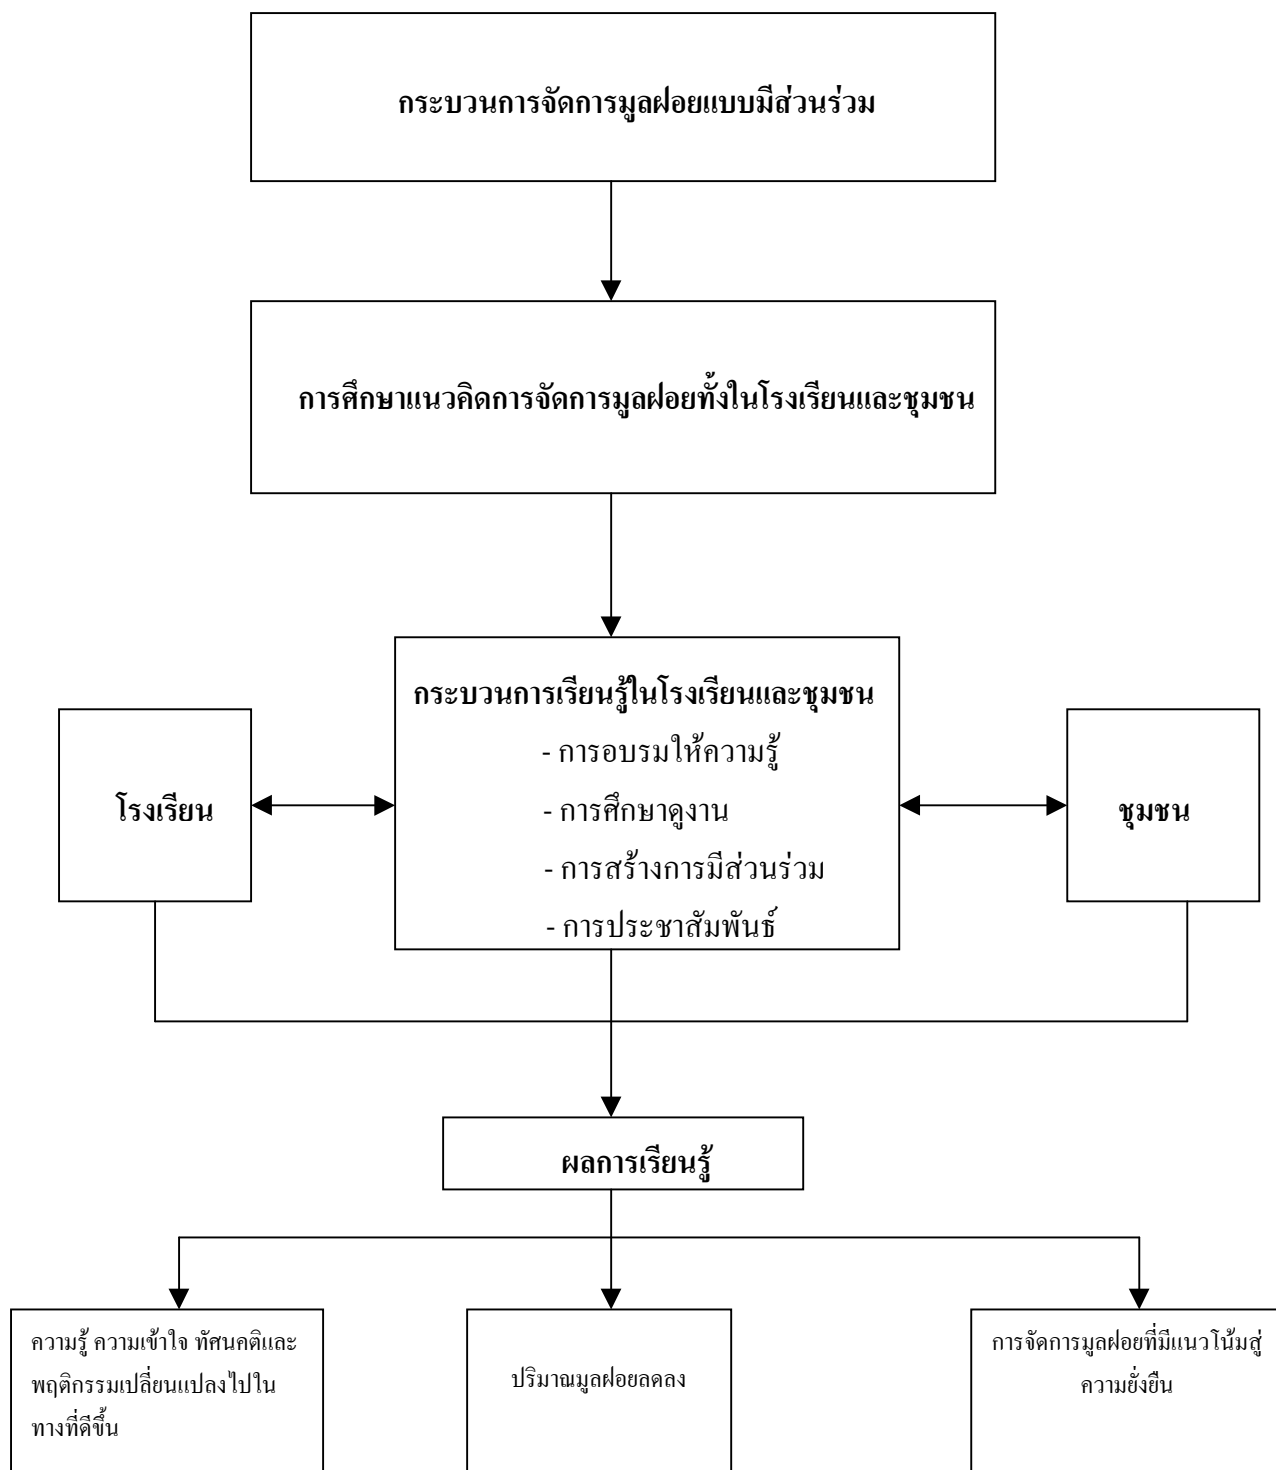 กระบวนการจัดการมูลฝอยแบบมีส่วนร่วม
การศึกษาแนวคิดการจัดการมูลฝอยทั้งในโรงเรียนและชุมชน
กระบวนการเรียนรู้ในโรงเรียนและชุมชน
- การอบรมให้ความรู้
- การศึกษาดูงาน
- การสร้างการมีส่วนร่วม
- การประชาสัมพันธ์
โรงเรียน
ชุมชน
ผลการเรียนรู้
ความรู้ ความเข้าใจ ทัศนคติและ
พฤติกรรมเปลี่ยนแปลงไปใน
ทางที่ดีขึ้น
ปริมาณมูลฝอยลดลง
การจัดการมูลฝอยที่มีแนวโน้มสู่
ความยั่งยืน